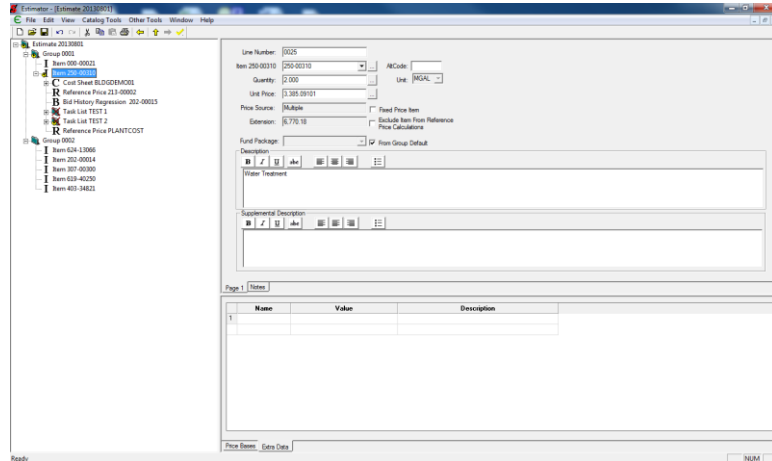 Estimator - [Estimate 20130801]
File Edit View Catalog Tools Other Tools Window Help
Estimate 20130801
Group 0001
I Item 000-00021
Item 250-00310
C Cost Sheet BLDGDEMO01
R Reference Price 213-00002
B Bid History Regression 202-00015
Task List TEST 1
Task List TEST 2
R Reference Price PLANTCOST
Group 0002
I Item 624-13066
I Item 202-00014
I Item 307-00300
I Item 619-40250
I Item 403-34821
Line Number: 0025
Item 250-00310 250-00310 ... AltCode:
Quantity: 2.000 ... Unit: MGAL
Unit Price: 3,385.09101 ...
Price Source: Multiple Fixed Price Item
Extension: 6,770.18 Exclude Item From Reference
Price Calculations
Fund Package: From Group Default
Description
B I U abc
Water Treatment
Supplemental Description
B I U abc
Page 1 Notes
Name Value Description
1
Price Bases Extra Data
Ready NUM